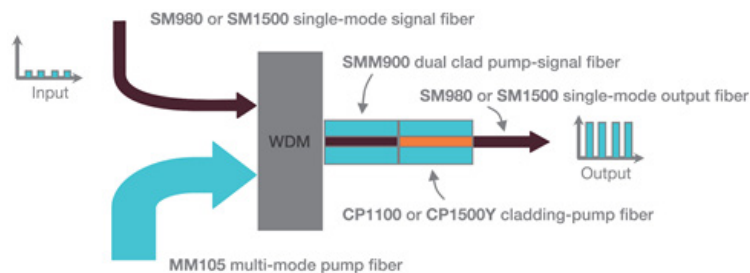 SM980 or SM1500 single-mode signal fiber
SMM900 dual clad pump-signal fiber
Input
SM980 or SM1500 single-mode output fiber
WDM
Output
CP1100 or CP1500Y cladding-pump fiber
MM105 multi-mode pump fiber